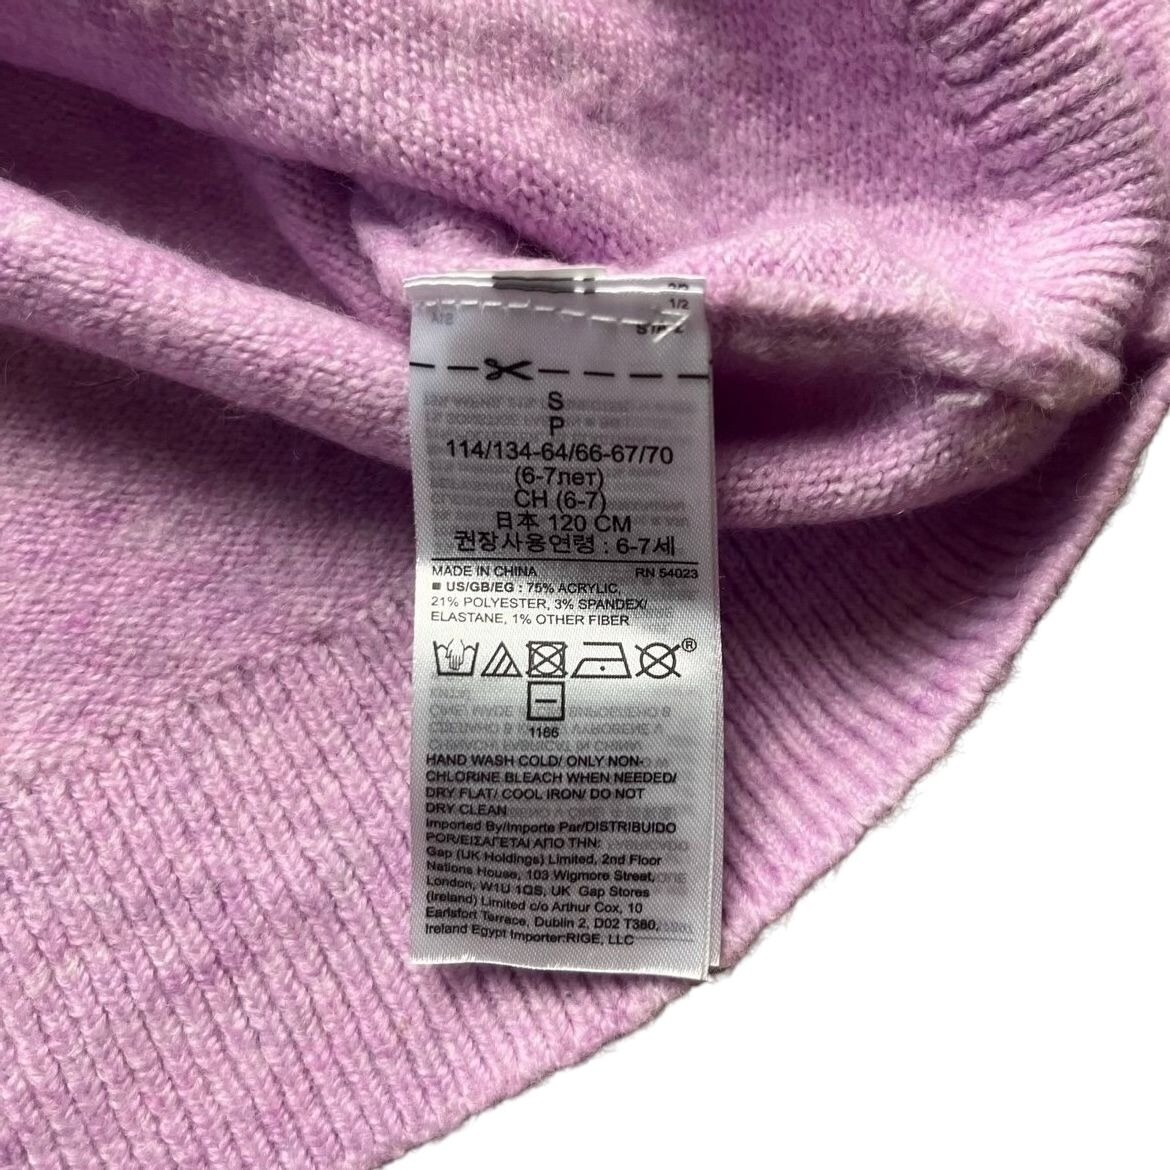 2/2
1/2
S
P
114/134-64/66-67/70
(6-7лет)
CH (6-7)
日本 120 CM
권장사용연령 : 6-7세
MADE IN CHINA RN 54023
US/GB/EG : 75% ACRYLIC,
21% POLYESTER, 3% SPANDEX/
ELASTANE, 1% OTHER FIBER
®
1166
HAND WASH COLD/ ONLY NON-
CHLORINE BLEACH WHEN NEEDED/
DRY FLAT/ COOL IRON/ DO NOT
DRY CLEAN
Imported By/Importe Par/DISTRIBUIDO
POR/ΕΙΣΑΓΕΤΑΙ ΑΠΟ ΤΗΝ:
Gap (UK Holdings) Limited, 2nd Floor
Nations House, 103 Wigmore Street,
London, W1U 1QS, UK Gap Stores
(Ireland) Limited c/o Arthur Cox, 10
Earlsfort Terrace, Dublin 2, D02 T380,
Ireland Egypt Importer:RIGE, LLC